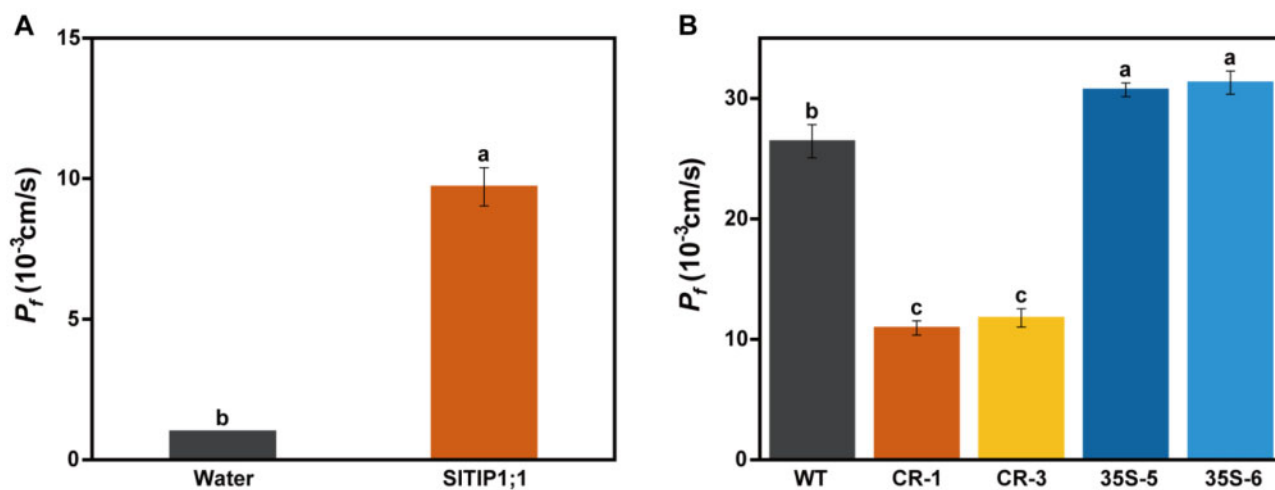 A
15
10
5
0
P_f (10⁻³cm/s)
b
a
Water
SITIP1;1
B
30
20
10
0
P_f (10⁻³cm/s)
b
c
c
a
a
WT
CR-1
CR-3
35S-5
35S-6